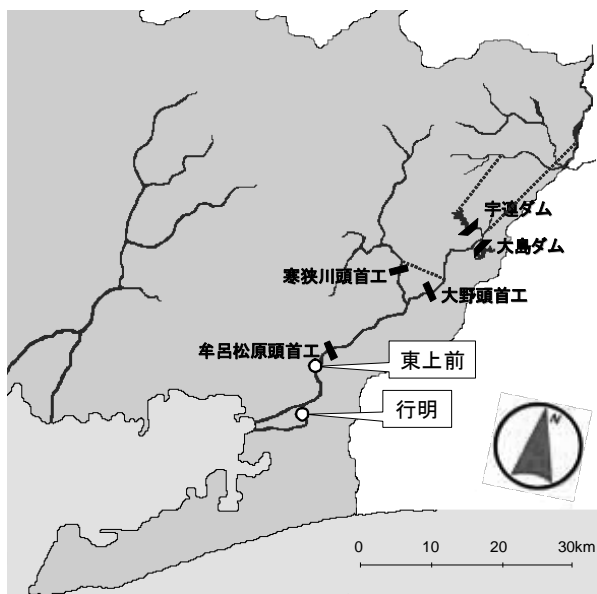 宇連ダム
大島ダム
寒狭川頭首工
大野頭首工
牟呂松原頭首工
東上前
行明
N
0 10 20 30km